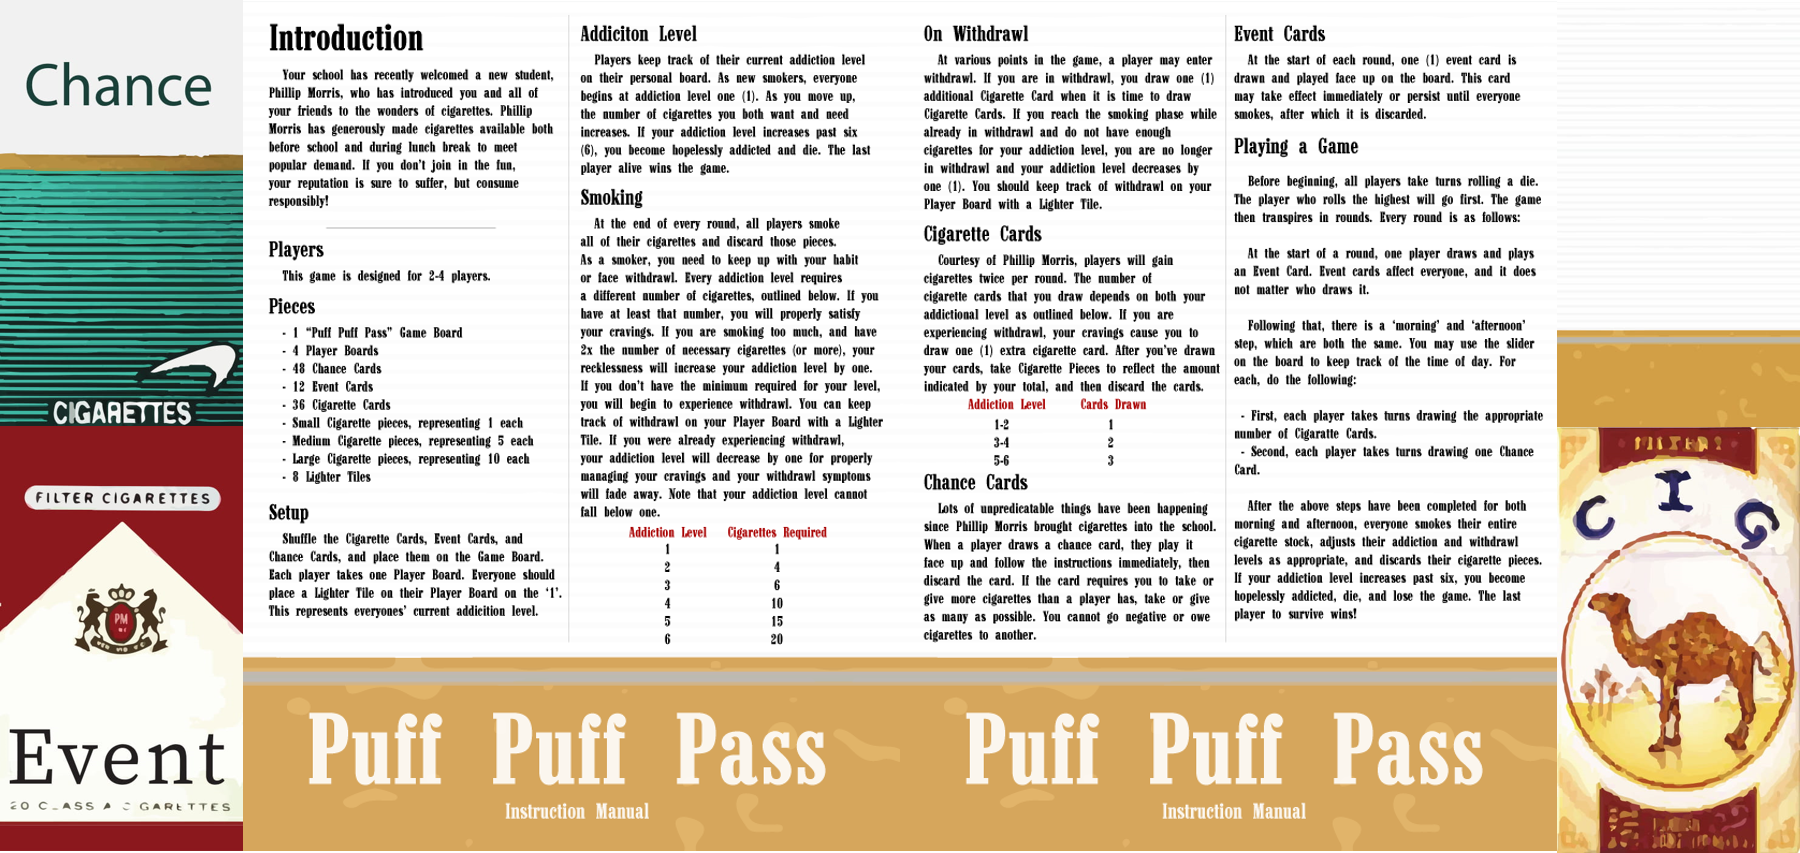 Chance
CIGARETTES
FILTER CIGARETTES
PM
Event
Introduction
Your school has recently welcomed a new student,
Phillip Morris, who has introduced you and all of
your friends to the wonders of cigarettes. Phillip
Morris has generously made cigarettes available both
before school and during lunch break to meet
popular demand. If you don't join in the fun,
your reputation is sure to suffer, but consume
responsibly!
Players
This game is designed for 2-4 players.
Pieces
- 1 “Puff Puff Pass” Game Board
- 4 Player Boards
- 48 Chance Cards
- 12 Event Cards
- 36 Cigarette Cards
- Small Cigarette pieces, representing 1 each
- Medium Cigarette pieces, representing 5 each
- Large Cigarette pieces, representing 10 each
- 8 Lighter Tiles
Setup
Shuffle the Cigarette Cards, Event Cards, and
Chance Cards, and place them on the Game Board.
Each player takes one Player Board. Everyone should
place a Lighter Tile on their Player Board on the ‘1’.
This represents everyones’ current addicition level.
Addiciton Level
Players keep track of their current addiction level
on their personal board. As new smokers, everyone
begins at addiction level one (1). As you move up,
the number of cigarettes you both want and need
increases. If your addiction level increases past six
(6), you become hopelessly addicted and die. The last
player alive wins the game.
Smoking
At the end of every round, all players smoke
all of their cigarettes and discard those pieces.
As a smoker, you need to keep up with your habit
or face withdrawl. Every addiction level requires
a different number of cigarettes, outlined below. If you
have at least that number, you will properly satisfy
your cravings. If you are smoking too much, and have
2x the number of necessary cigarettes (or more), your
recklessness will increase your addiction level by one.
If you don't have the minimum required for your level,
you will begin to experience withdrawl. You can keep
track of withdrawl on your Player Board with a Lighter
Tile. If you were already experiencing withdrawl,
your addiction level will decrease by one for properly
managing your cravings and your withdrawl symptoms
will fade away. Note that your addiction level cannot
fall below one.
Addiction Level Cigarettes Required
1 1
2 4
3 6
4 10
5 15
6 20
On Withdrawl
At various points in the game, a player may enter
withdrawl. If you are in withdrawl, you draw one (1)
additional Cigarette Card when it is time to draw
Cigarette Cards. If you reach the smoking phase while
already in withdrawl and do not have enough
cigarettes for your addiction level, you are no longer
in withdrawl and your addiction level decreases by
one (1). You should keep track of withdrawl on your
Player Board with a Lighter Tile.
Cigarette Cards
Courtesy of Phillip Morris, players will gain
cigarettes twice per round. The number of
cigarette cards that you draw depends on both your
addictional level as outlined below. If you are
experiencing withdrawl, your cravings cause you to
draw one (1) extra cigarette card. After you've drawn
your cards, take Cigarette Pieces to reflect the amount
indicated by your total, and then discard the cards.
Addiction Level Cards Drawn
1-2 1
3-4 2
5-6 3
Chance Cards
Lots of unpredicatable things have been happening
since Phillip Morris brought cigarettes into the school.
When a player draws a chance card, they play it
face up and follow the instructions immediately, then
discard the card. If the card requires you to take or
give more cigarettes than a player has, take or give
as many as possible. You cannot go negative or owe
cigarettes to another.
Event Cards
At the start of each round, one (1) event card is
drawn and played face up on the board. This card
may take effect immediately or persist until everyone
smokes, after which it is discarded.
Playing a Game
Before beginning, all players take turns rolling a die.
The player who rolls the highest will go first. The game
then transpires in rounds. Every round is as follows:
At the start of a round, one player draws and plays
an Event Card. Event cards affect everyone, and it does
not matter who draws it.
Following that, there is a ‘morning’ and ‘afternoon’
step, which are both the same. You may use the slider
on the board to keep track of the time of day. For
each, do the following:
- First, each player takes turns drawing the appropriate
number of Cigaratte Cards.
- Second, each player takes turns drawing one Chance
Card.
After the above steps have been completed for both
morning and afternoon, everyone smokes their entire
cigarette stock, adjusts their addiction and withdrawl
levels as appropriate, and discards their cigarette pieces.
If your addiction level increases past six, you become
hopelessly addicted, die, and lose the game. The last
player to survive wins!
Puff Puff Pass
Instruction Manual
Puff Puff Pass
Instruction Manual
CIG